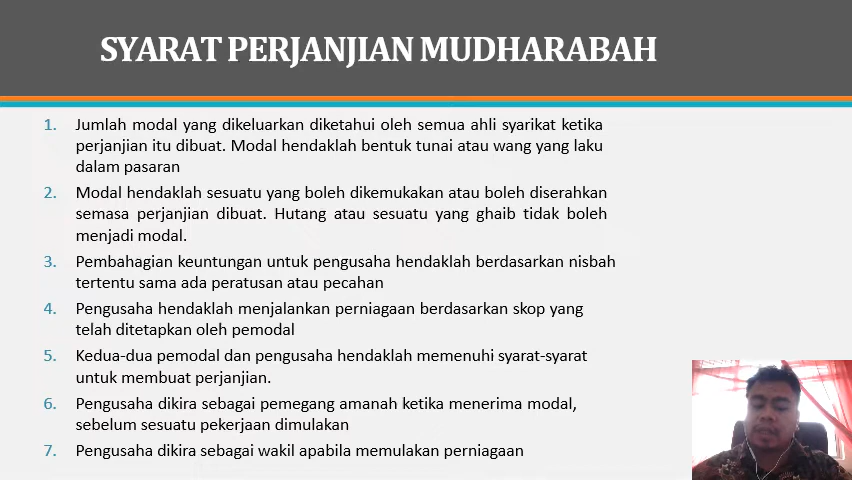 SYARAT PERJANJIAN MUDHARABAH
1. Jumlah modal yang dikeluarkan diketahui oleh semua ahli syarikat ketika
perjanjian itu dibuat. Modal hendaklah bentuk tunai atau wang yang laku
dalam pasaran
2. Modal hendaklah sesuatu yang boleh dikemukakan atau boleh diserahkan
semasa perjanjian dibuat. Hutang atau sesuatu yang ghaib tidak boleh
menjadi modal.
3. Pembahagian keuntungan untuk pengusaha hendaklah berdasarkan nisbah
tertentu sama ada peratusan atau pecahan
4. Pengusaha hendaklah menjalankan perniagaan berdasarkan skop yang
telah ditetapkan oleh pemodal
5. Kedua-dua pemodal dan pengusaha hendaklah memenuhi syarat-syarat
untuk membuat perjanjian.
6. Pengusaha dikira sebagai pemegang amanah ketika menerima modal,
sebelum sesuatu pekerjaan dimulakan
7. Pengusaha dikira sebagai wakil apabila memulakan perniagaan